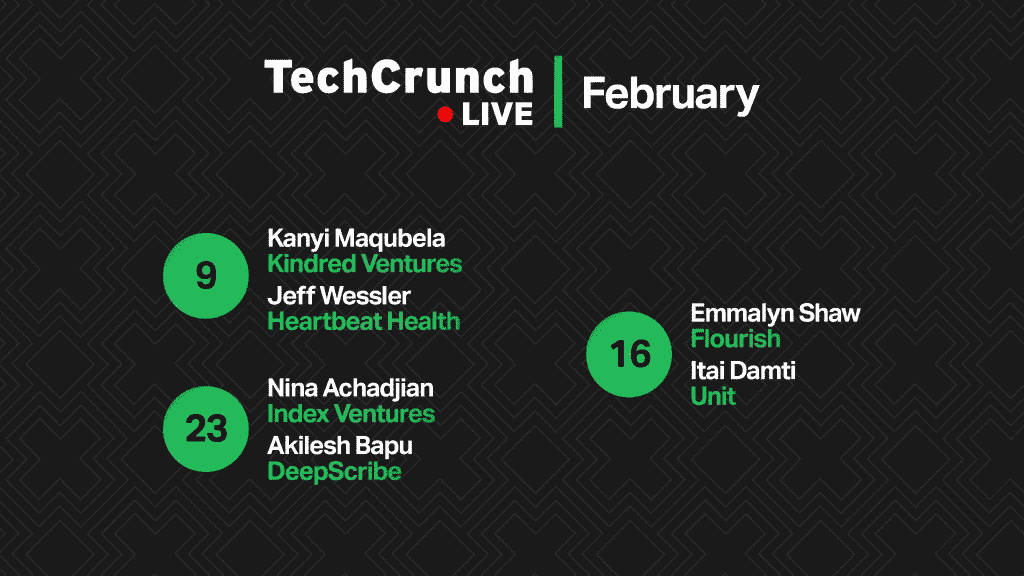 TechCrunch
LIVE
February
9
Kanyi Maqubela
Kindred Ventures
Jeff Wessler
Heartbeat Health
16
Emmalyn Shaw
Flourish
Itai Damti
Unit
23
Nina Achadjian
Index Ventures
Akilesh Bapu
DeepScribe